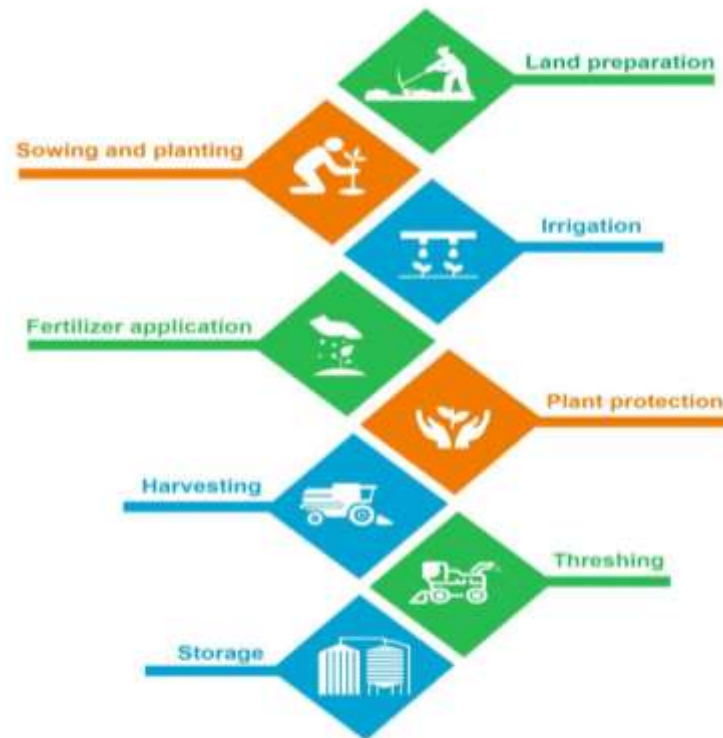 Land preparation
Sowing and planting
Irrigation
Fertilizer application
Plant protection
Harvesting
Threshing
Storage